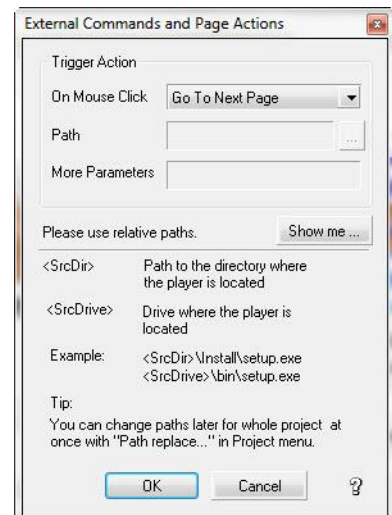 External Commands and Page Actions
Trigger Action
On Mouse Click Go To Next Page
Path ...
More Parameters
Please use relative paths. Show me ...
<SrcDir> Path to the directory where
the player is located
<SrcDrive> Drive where the player is
located
Example: <SrcDir>\Install\setup.exe
<SrcDrive>\bin\setup.exe
Tip:
You can change paths later for whole project at
once with "Path replace..." in Project menu.
OK Cancel ?